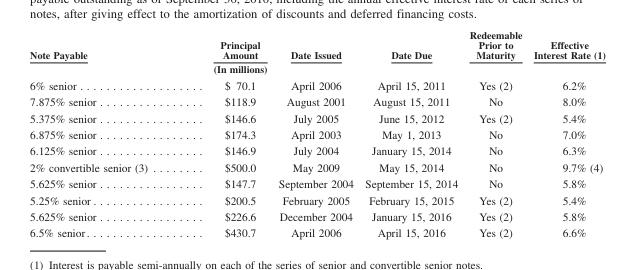 payable outstanding as of September 30, 2010, including the annual effective interest rate of each series of
notes, after giving effect to the amortization of discounts and deferred financing costs.
Note Payable Principal Amount Date Issued Date Due Redeemable Prior to Maturity Effective Interest Rate (1)
(In millions)
6% senior . . . . . . . . . . . . . . . . . . . $ 70.1 April 2006 April 15, 2011 Yes (2) 6.2%
7.875% senior . . . . . . . . . . . . . . . . $118.9 August 2001 August 15, 2011 No 8.0%
5.375% senior . . . . . . . . . . . . . . . . $146.6 July 2005 June 15, 2012 Yes (2) 5.4%
6.875% senior . . . . . . . . . . . . . . . . $174.3 April 2003 May 1, 2013 No 7.0%
6.125% senior . . . . . . . . . . . . . . . . $146.9 July 2004 January 15, 2014 No 6.3%
2% convertible senior (3) . . . . . . . . $500.0 May 2009 May 15, 2014 No 9.7% (4)
5.625% senior . . . . . . . . . . . . . . . . $147.7 September 2004 September 15, 2014 No 5.8%
5.25% senior . . . . . . . . . . . . . . . . . $200.5 February 2005 February 15, 2015 Yes (2) 5.4%
5.625% senior . . . . . . . . . . . . . . . . $226.6 December 2004 January 15, 2016 Yes (2) 5.8%
6.5% senior . . . . . . . . . . . . . . . . . . $430.7 April 2006 April 15, 2016 Yes (2) 6.6%
(1) Interest is payable semi-annually on each of the series of senior and convertible senior notes.